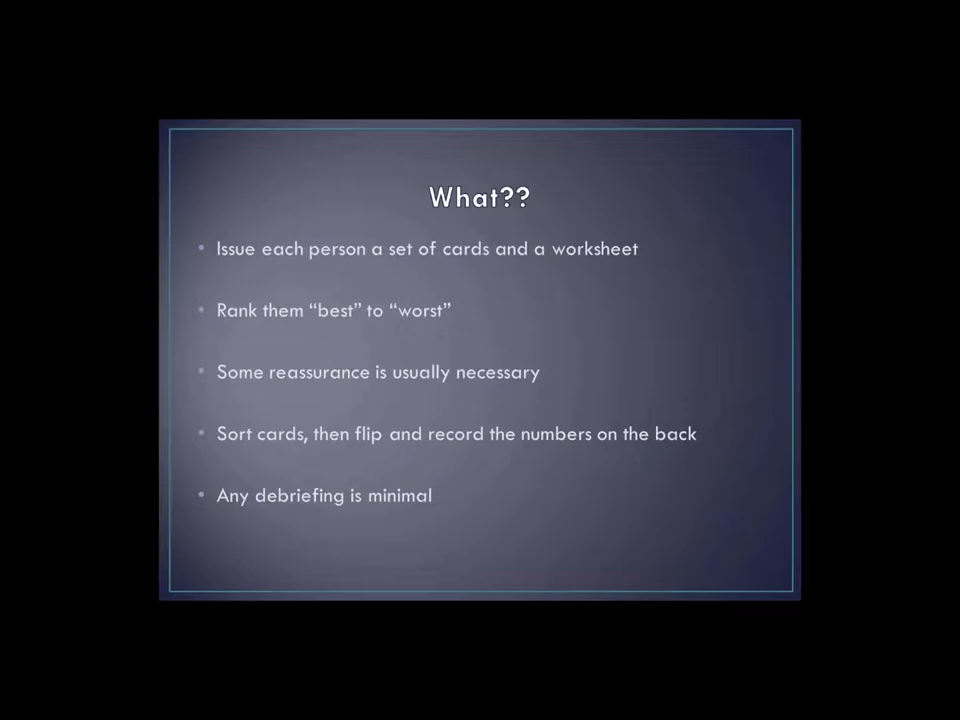 What??
• Issue each person a set of cards and a worksheet
• Rank them “best” to “worst”
• Some reassurance is usually necessary
• Sort cards, then flip and record the numbers on the back
• Any debriefing is minimal